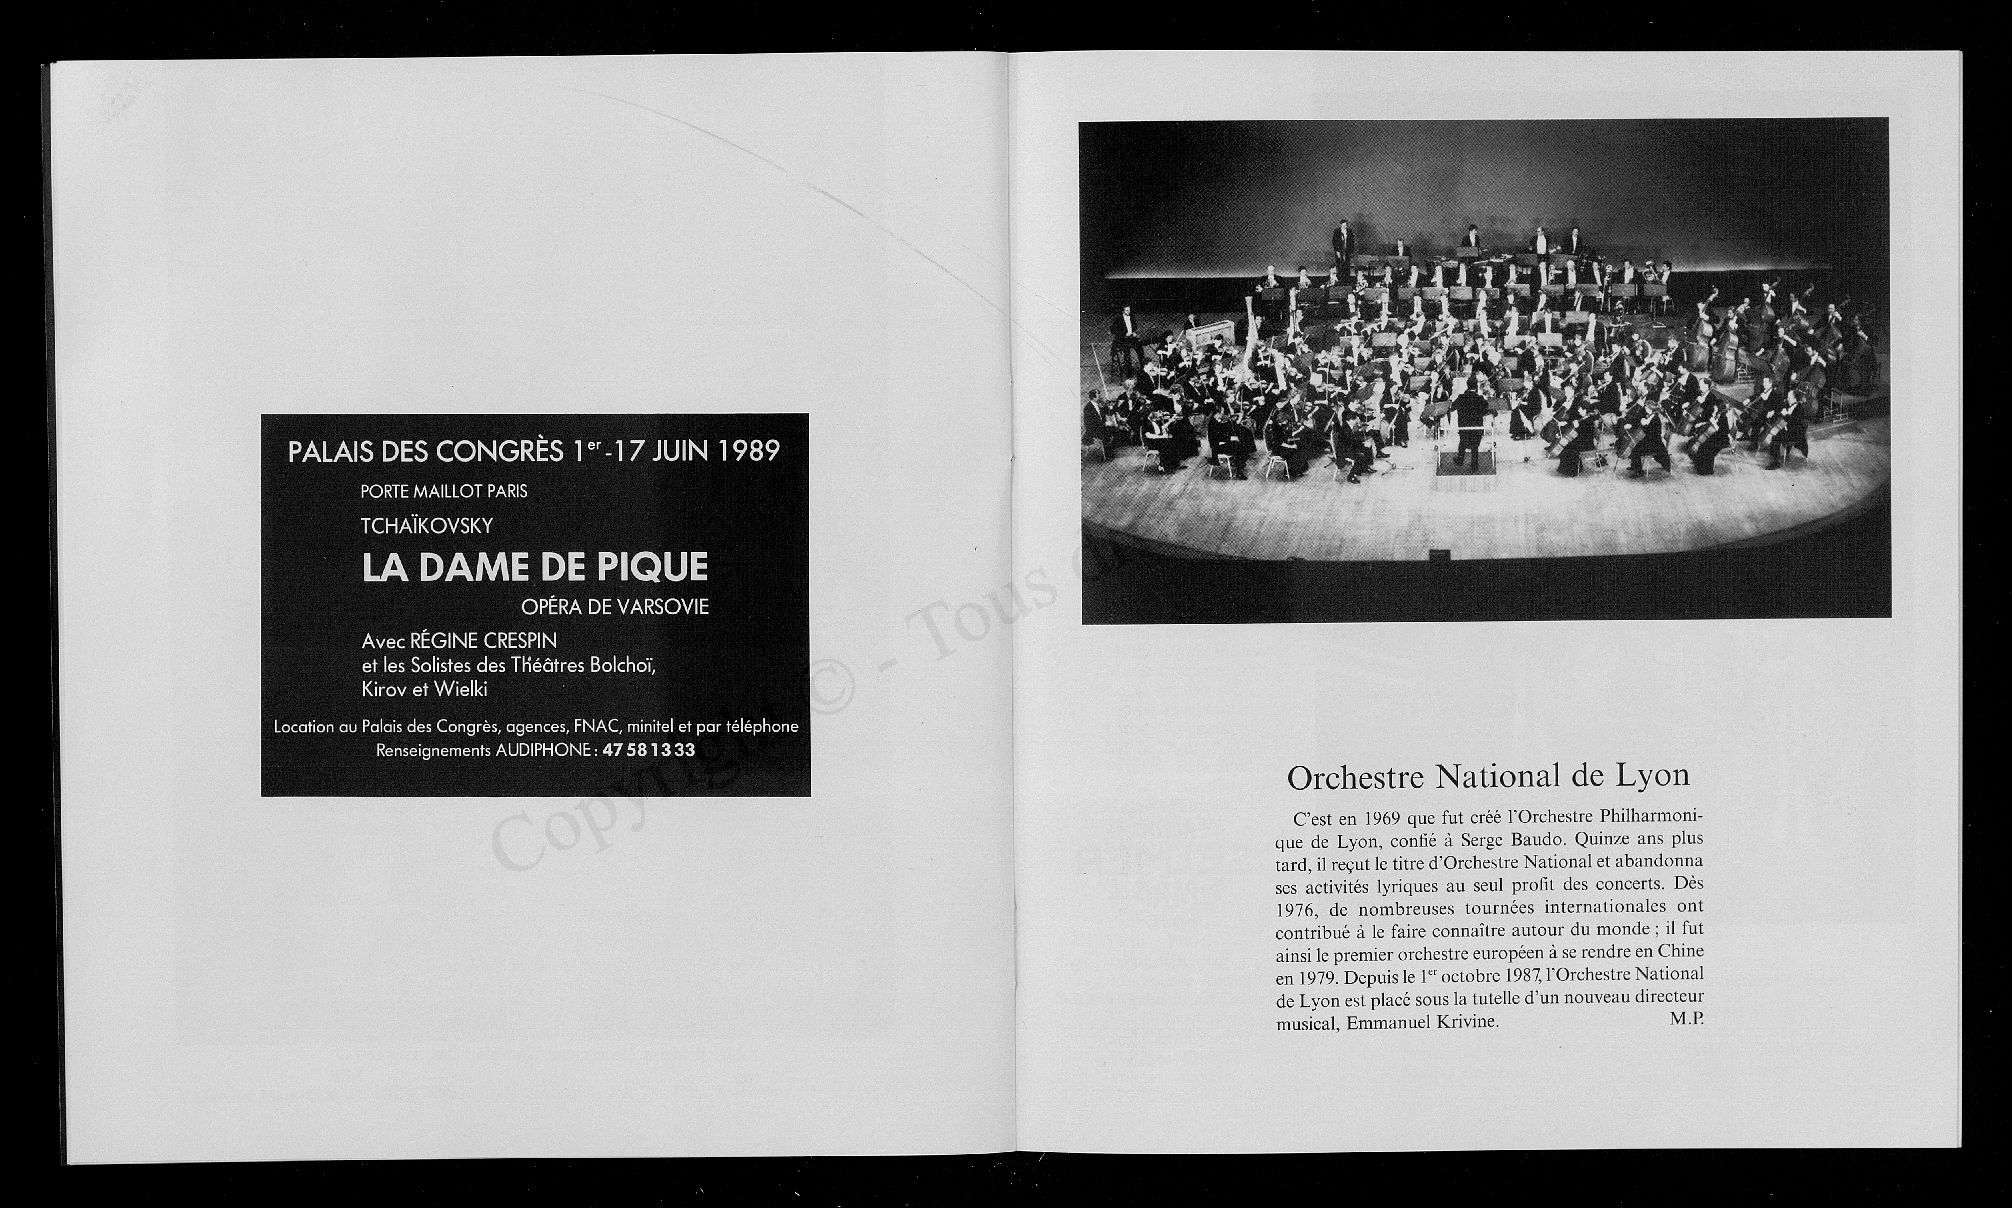 PALAIS DES CONGRÈS 1er-17 JUIN 1989
PORTE MAILLOT PARIS
TCHAÏKOVSKY
LA DAME DE PIQUE
OPÉRA DE VARSOVIE
Avec RÉGINE CRESPIN
et les Solistes des Théâtres Bolchoï,
Kirov et Wielki
Location au Palais des Congrès, agences, FNAC, minitel et par téléphone
Renseignements AUDIPHONE : 47 58 13 33
Copyright © - Tous
Orchestre National de Lyon
C'est en 1969 que fut créé l'Orchestre Philharmoni-
que de Lyon, confié à Serge Baudo. Quinze ans plus
tard, il reçut le titre d'Orchestre National et abandonna
ses activités lyriques au seul profit des concerts. Dès
1976, de nombreuses tournées internationales ont
contribué à le faire connaître autour du monde ; il fut
ainsi le premier orchestre européen à se rendre en Chine
en 1979. Depuis le 1er octobre 1987, l'Orchestre National
de Lyon est placé sous la tutelle d'un nouveau directeur
musical, Emmanuel Krivine. M.P.